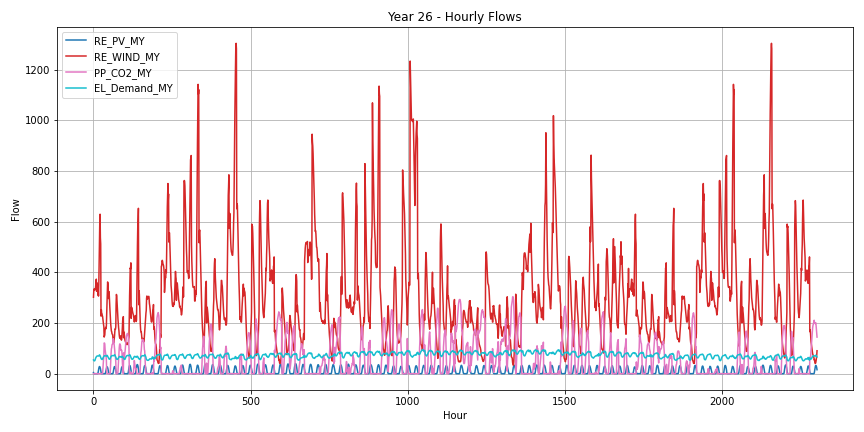 Year 26 - Hourly Flows
RE_PV_MY
RE_WIND_MY
PP_CO2_MY
EL_Demand_MY
1200
1000
800
600
400
200
0
Flow
0 500 1000 1500 2000
Hour